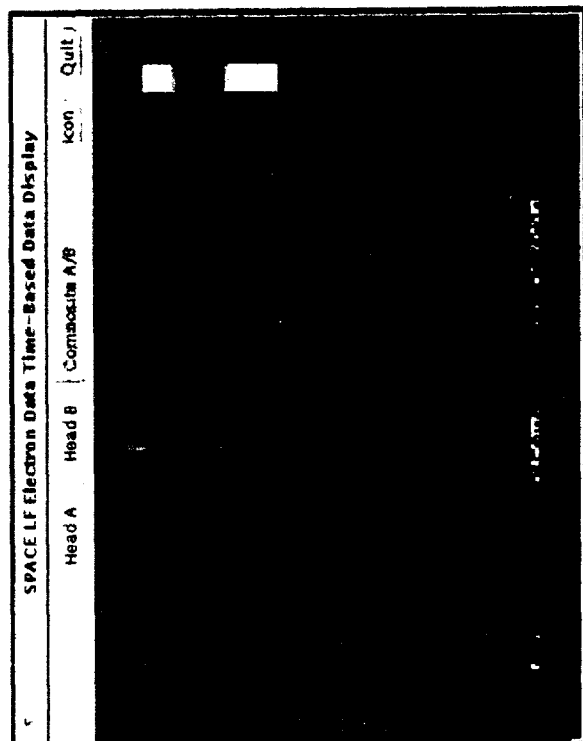 SPACE LF Electron Data Time-Based Data Display
Head A Head B Composite A/B Icon Quit